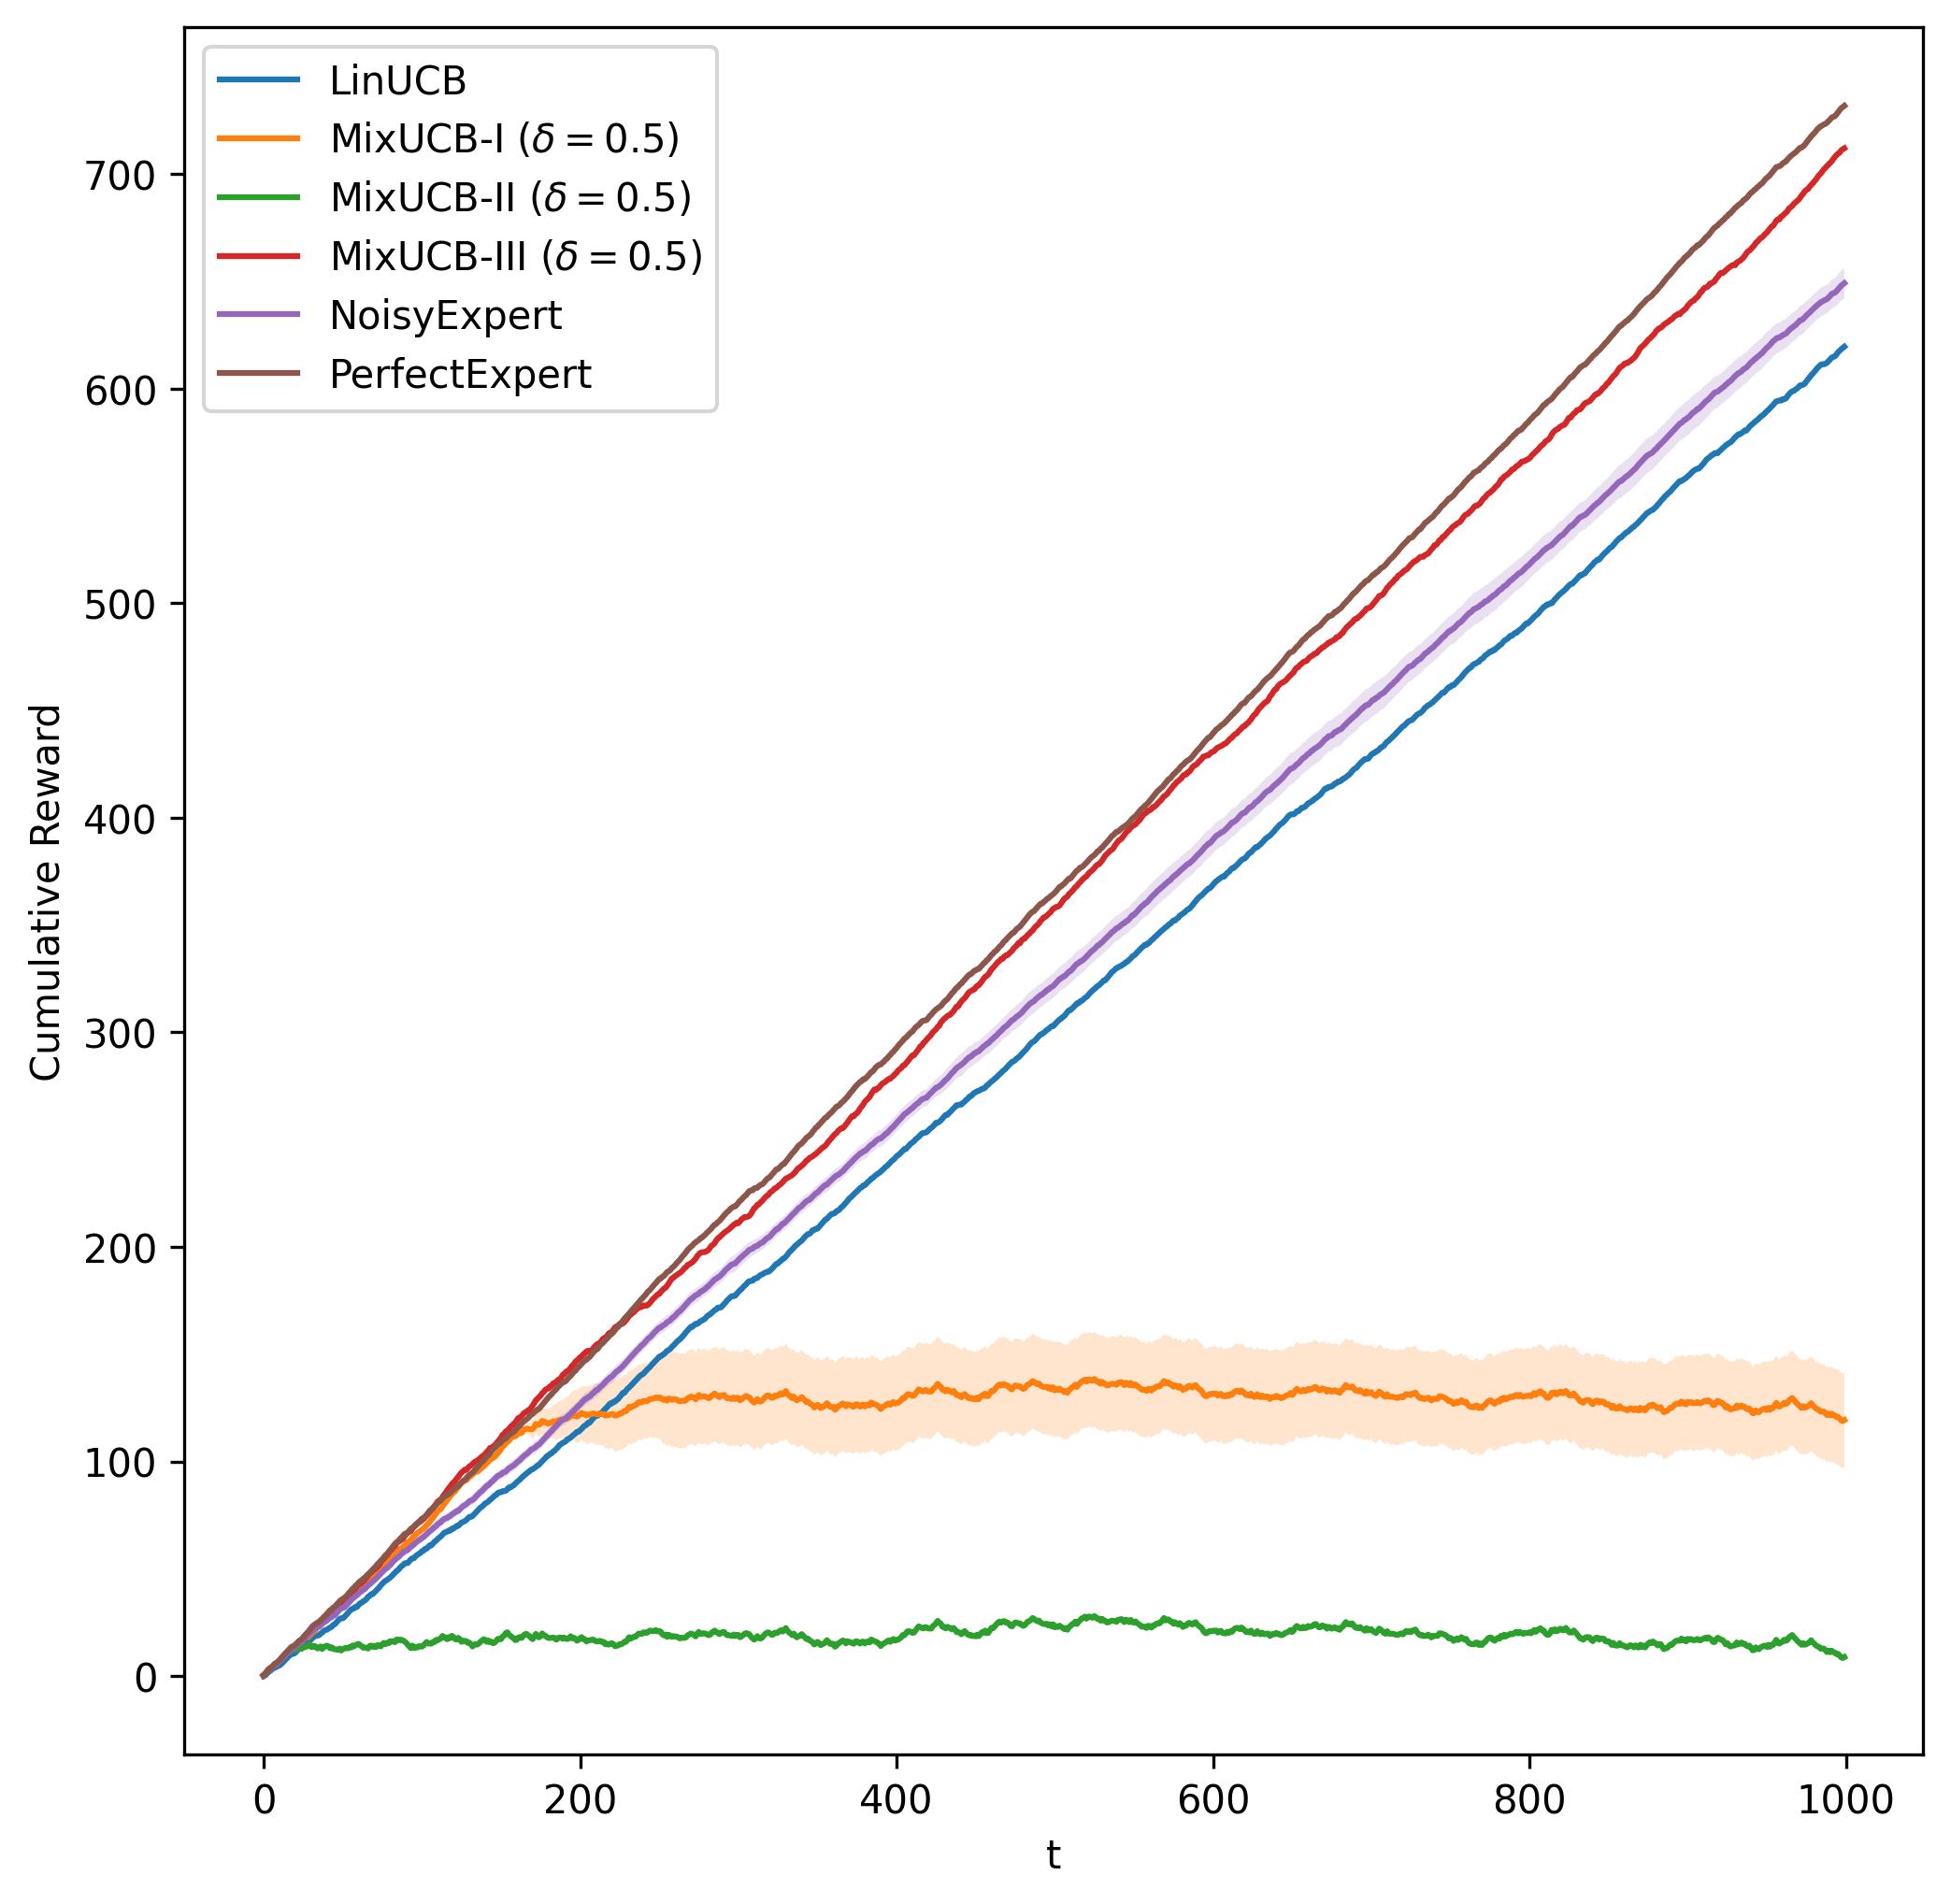 LinUCB
MixUCB-I (δ = 0.5)
MixUCB-II (δ = 0.5)
MixUCB-III (δ = 0.5)
NoisyExpert
PerfectExpert
Cumulative Reward
700
600
500
400
300
200
100
0
0 200 400 600 800 1000
t